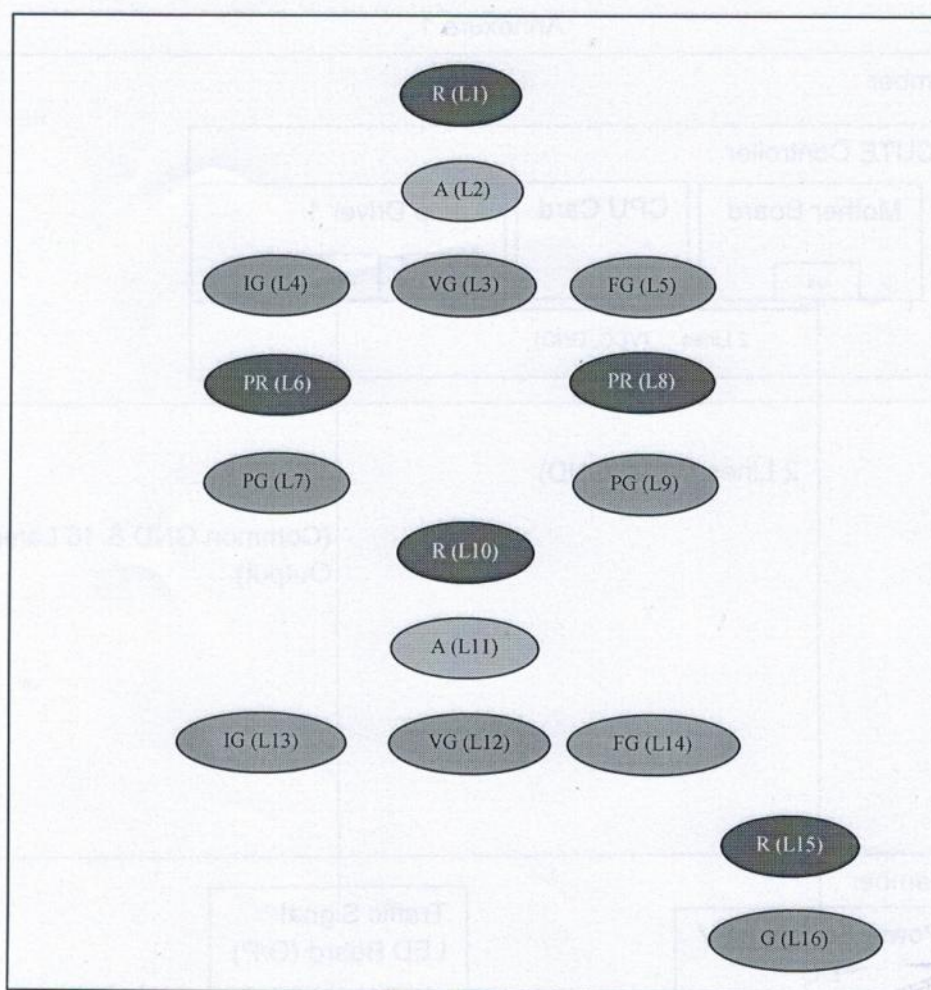 R (L1)
A (L2)
IG (L4) VG (L3) FG (L5)
PR (L6) PR (L8)
PG (L7) PG (L9)
R (L10)
A (L11)
IG (L13) VG (L12) FG (L14)
R (L15)
G (L16)